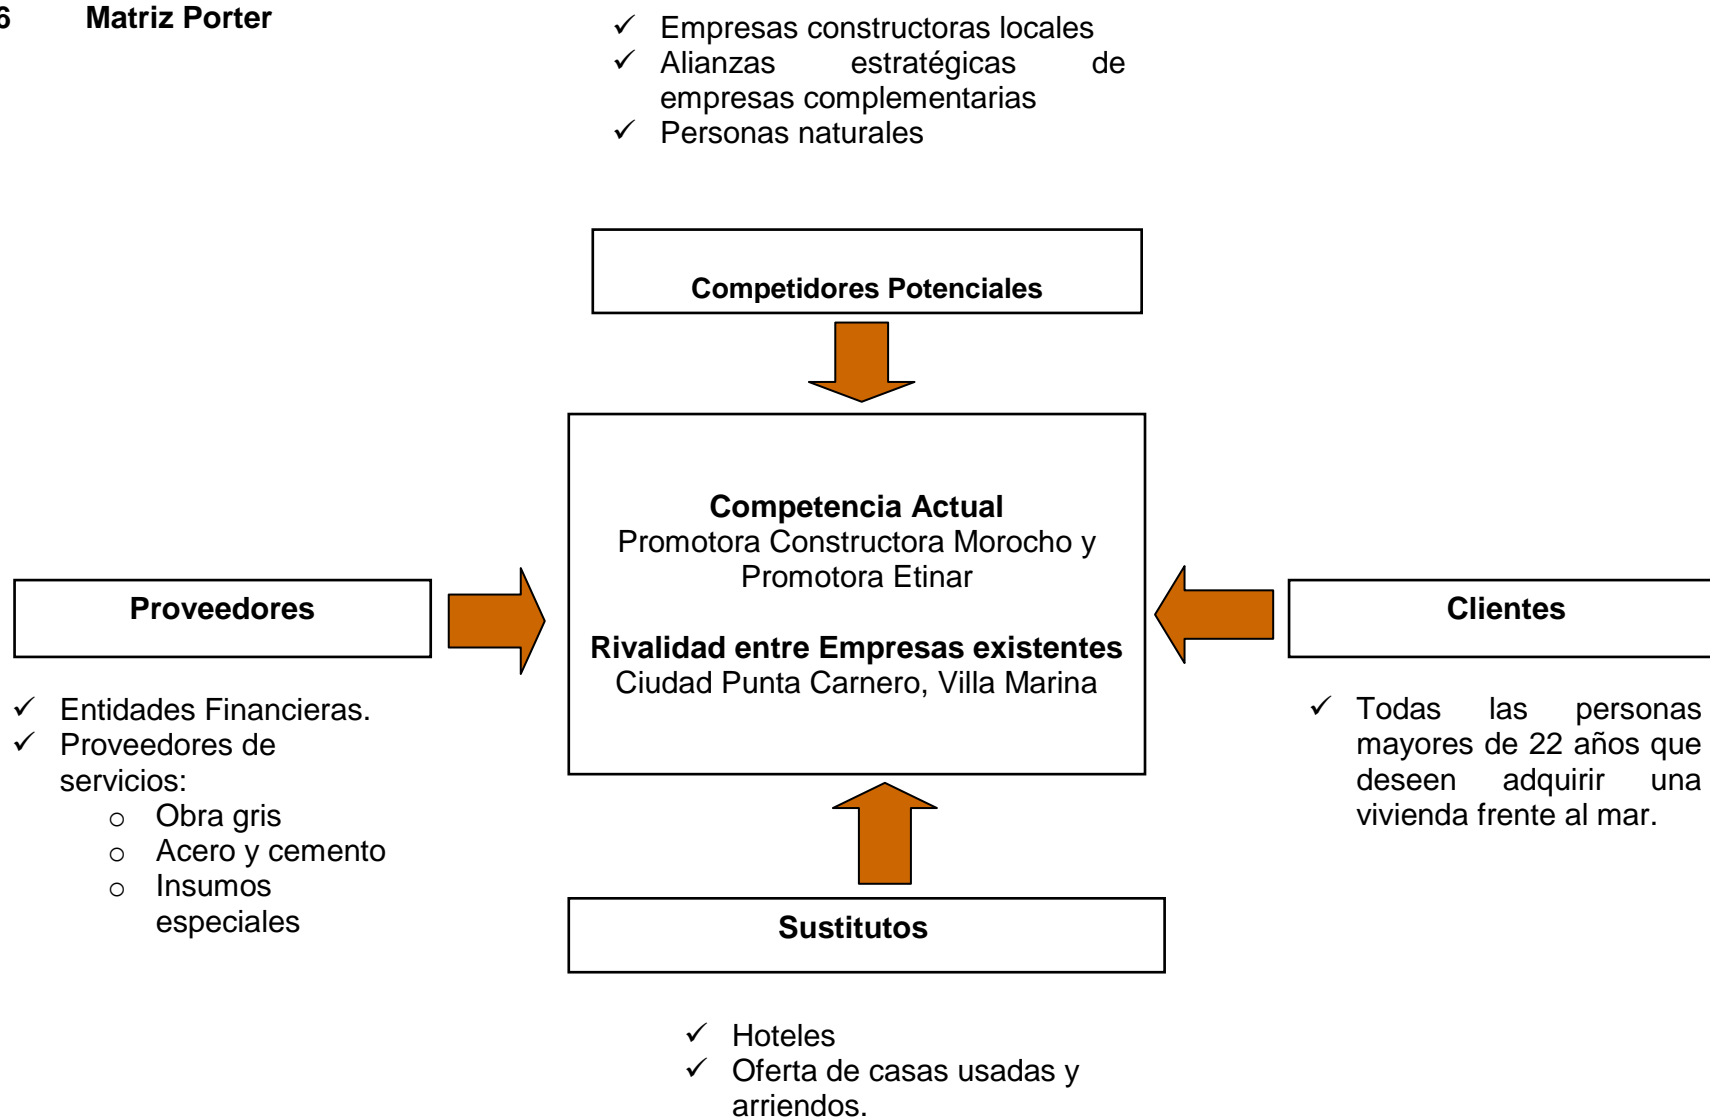 6 Matriz Porter
✓ Empresas constructoras locales
✓ Alianzas estratégicas de
empresas complementarias
✓ Personas naturales
Competidores Potenciales
Competencia Actual
Promotora Constructora Morocho y
Promotora Etinar
Rivalidad entre Empresas existentes
Ciudad Punta Carnero, Villa Marina
Proveedores
✓ Entidades Financieras.
✓ Proveedores de
servicios:
o Obra gris
o Acero y cemento
o Insumos
especiales
Clientes
✓ Todas las personas
mayores de 22 años que
deseen adquirir una
vivienda frente al mar.
Sustitutos
✓ Hoteles
✓ Oferta de casas usadas y
arriendos.